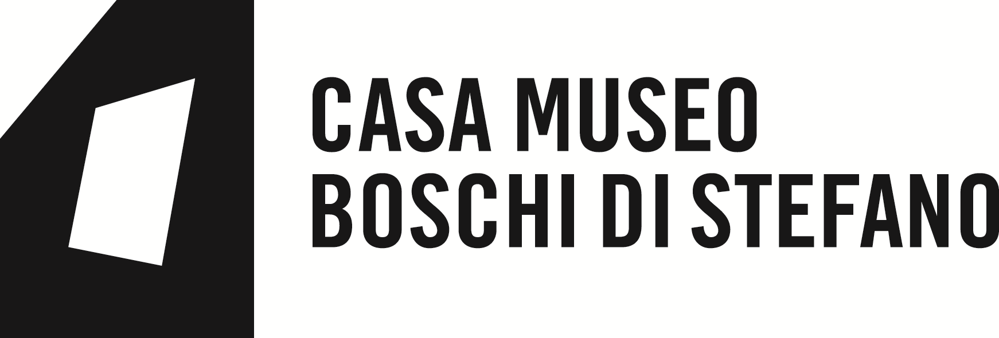 CASA MUSEO
BOSCHI DI STEFANO